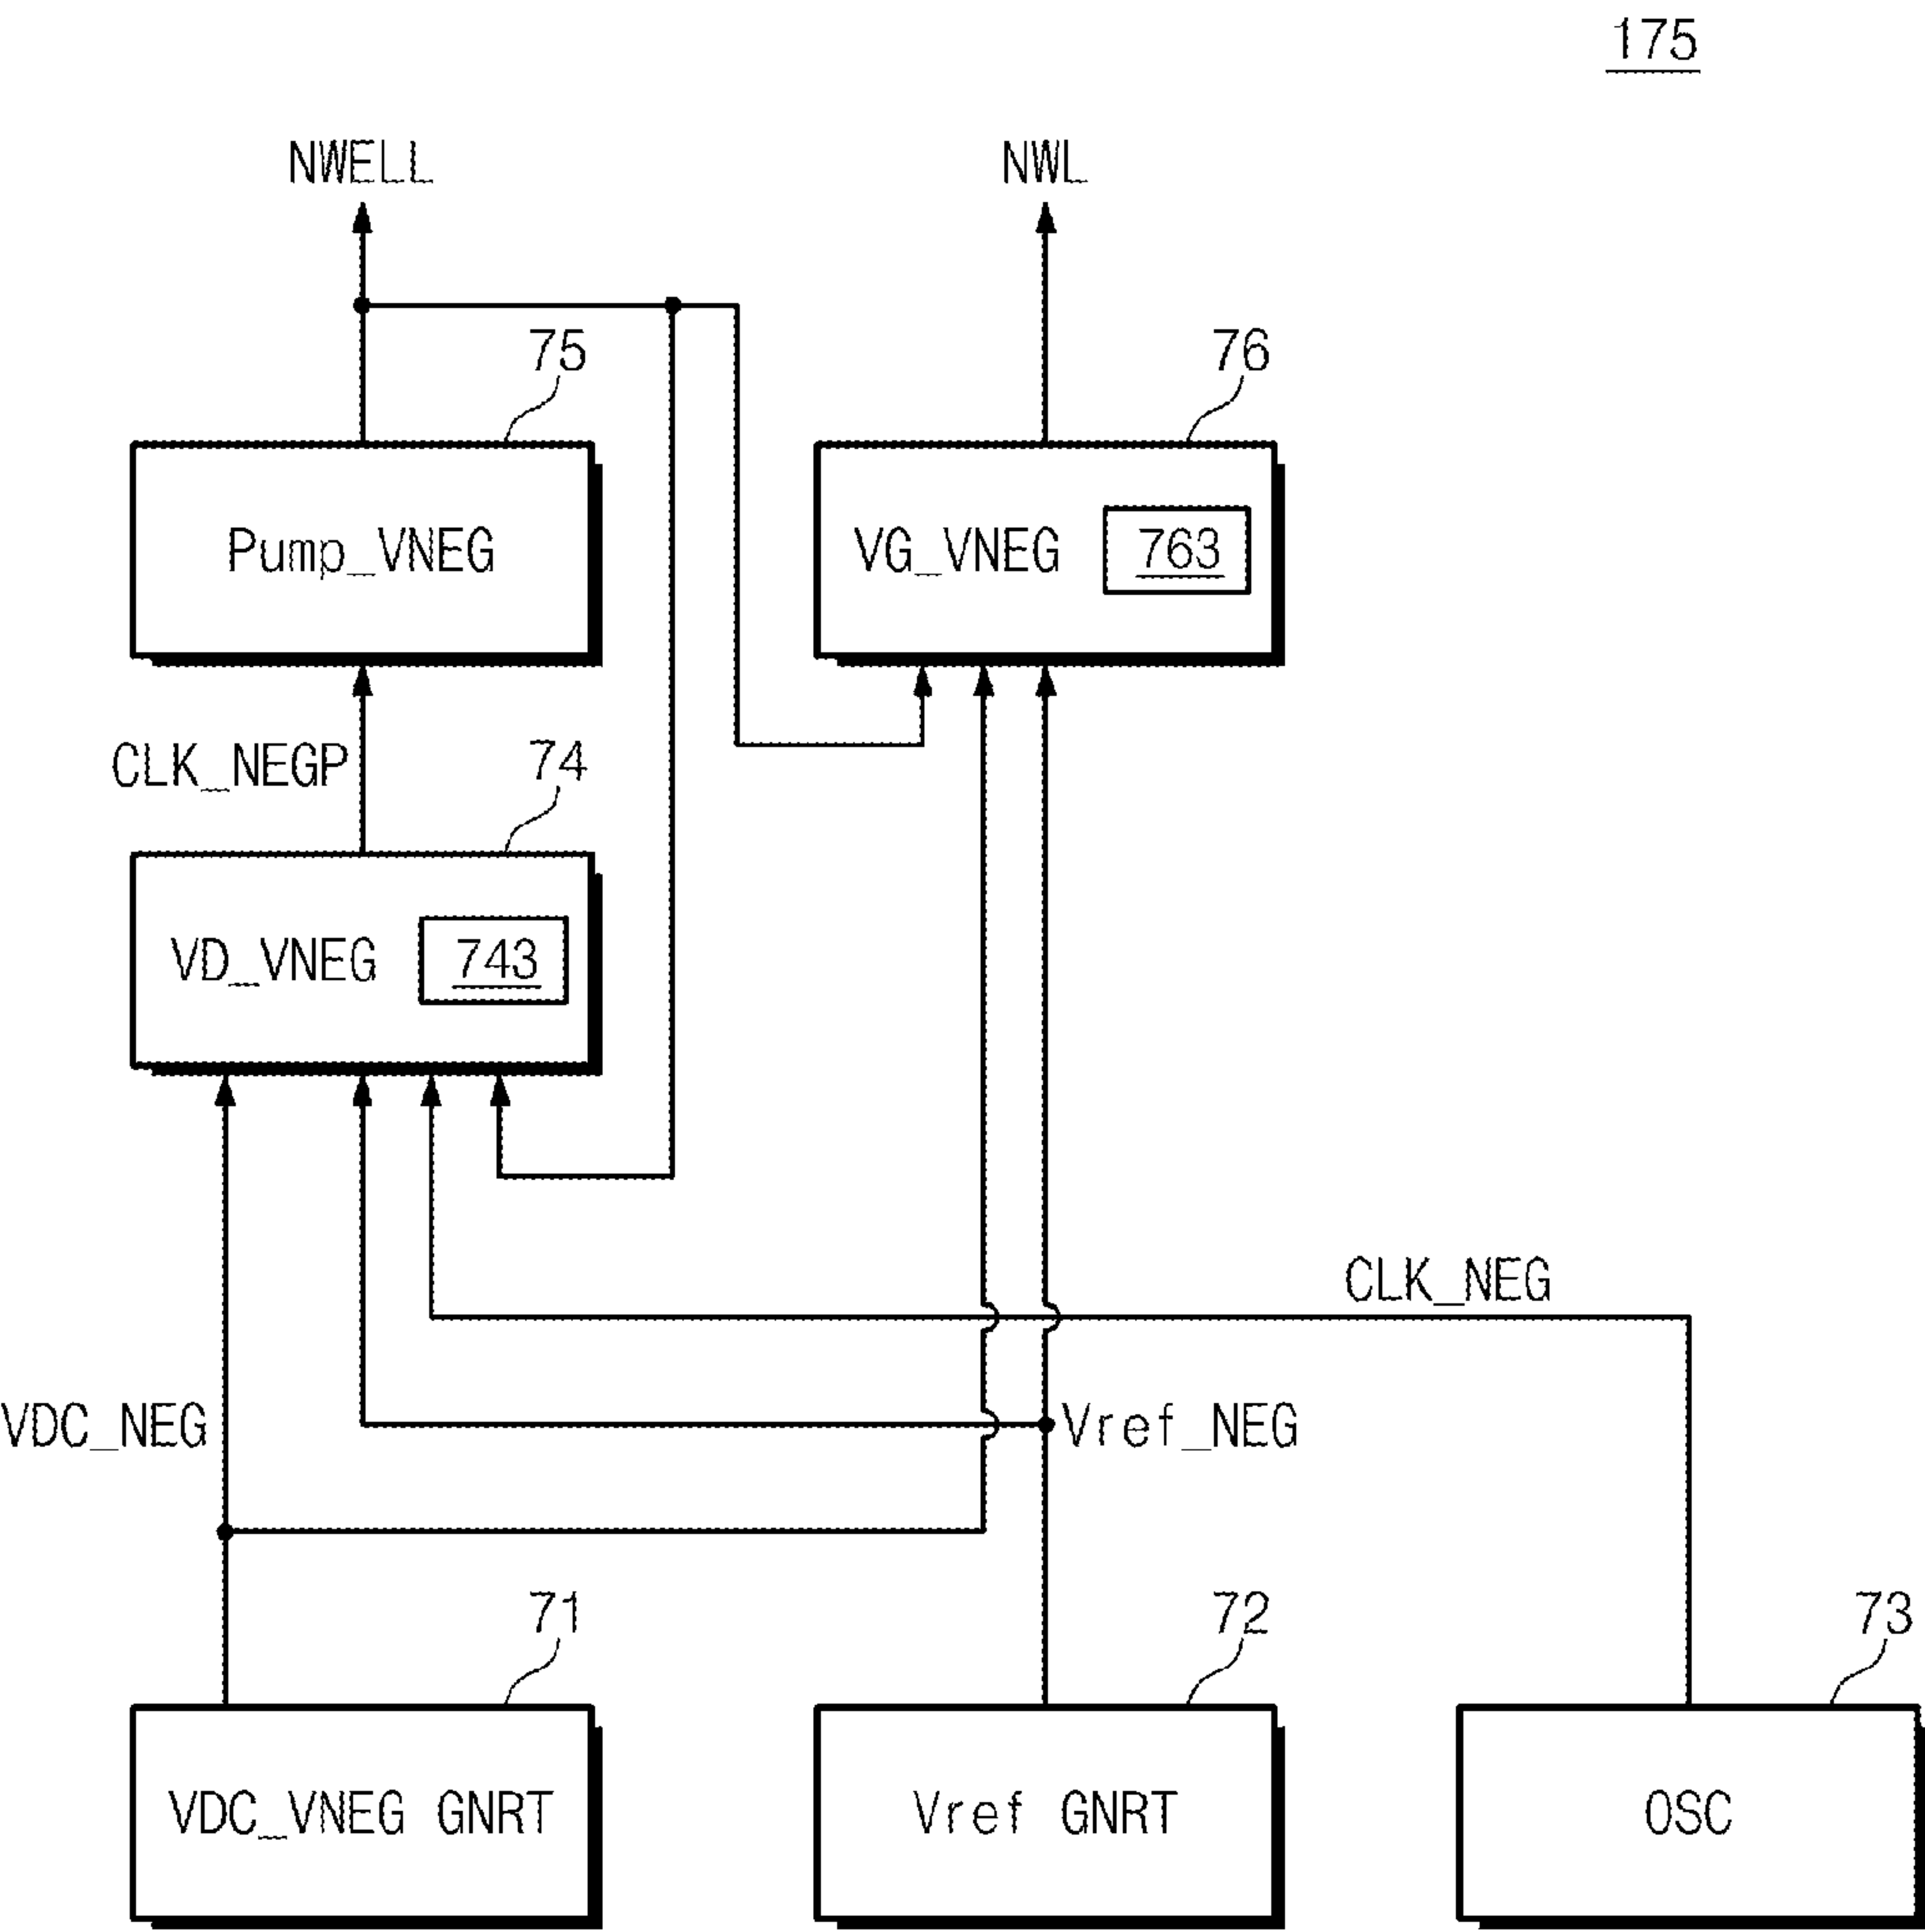 175
NWELL
NWL
75
76
Pump_VNEG
VG_VNEG
763
CLK_NEGP
74
VD_VNEG
743
CLK_NEG
VDC_NEG
Vref_NEG
71
72
73
VDC_VNEG GNRT
Vref GNRT
OSC